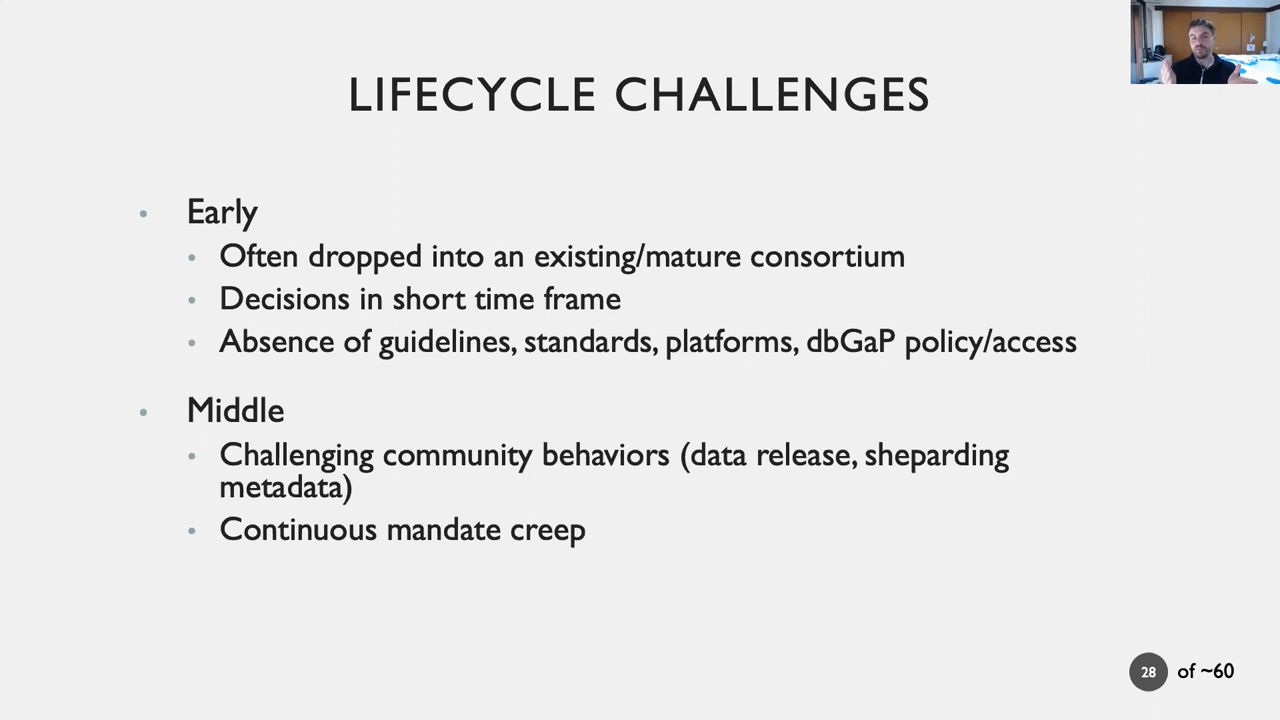 LIFECYCLE CHALLENGES
• Early
• Often dropped into an existing/mature consortium
• Decisions in short time frame
• Absence of guidelines, standards, platforms, dbGaP policy/access
• Middle
• Challenging community behaviors (data release, sheparding
metadata)
• Continuous mandate creep
28 of ~60